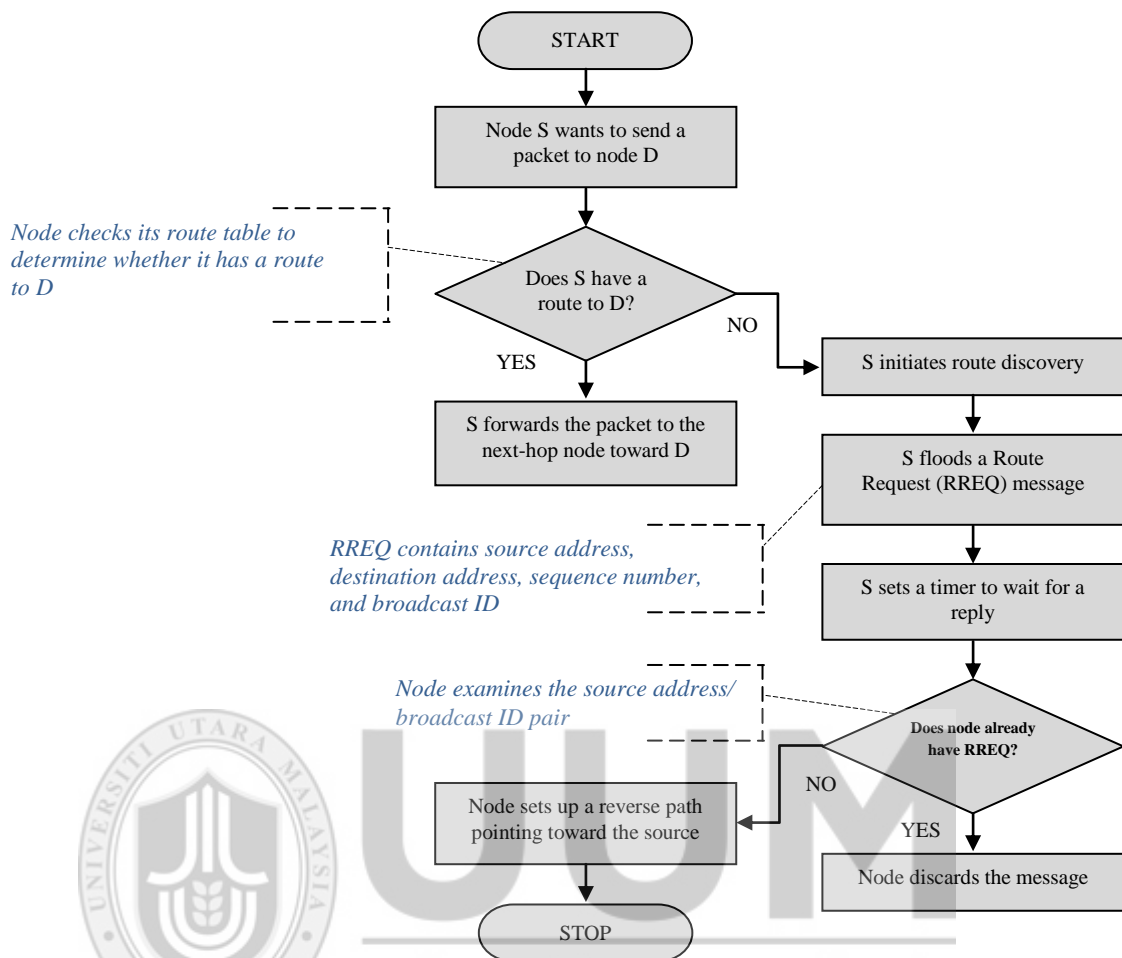 START
Node S wants to send a
packet to node D
Node checks its route table to
determine whether it has a route
to D
Does S have a
route to D?
NO
YES
S initiates route discovery
S forwards the packet to the
next-hop node toward D
S floods a Route
Request (RREQ) message
RREQ contains source address,
destination address, sequence number,
and broadcast ID
S sets a timer to wait for a
reply
Node examines the source address/
broadcast ID pair
Does node already
have RREQ?
NO
YES
Node sets up a reverse path
pointing toward the source
Node discards the message
STOP
UNIVERSITI UTARA MALAYSIA
UUM